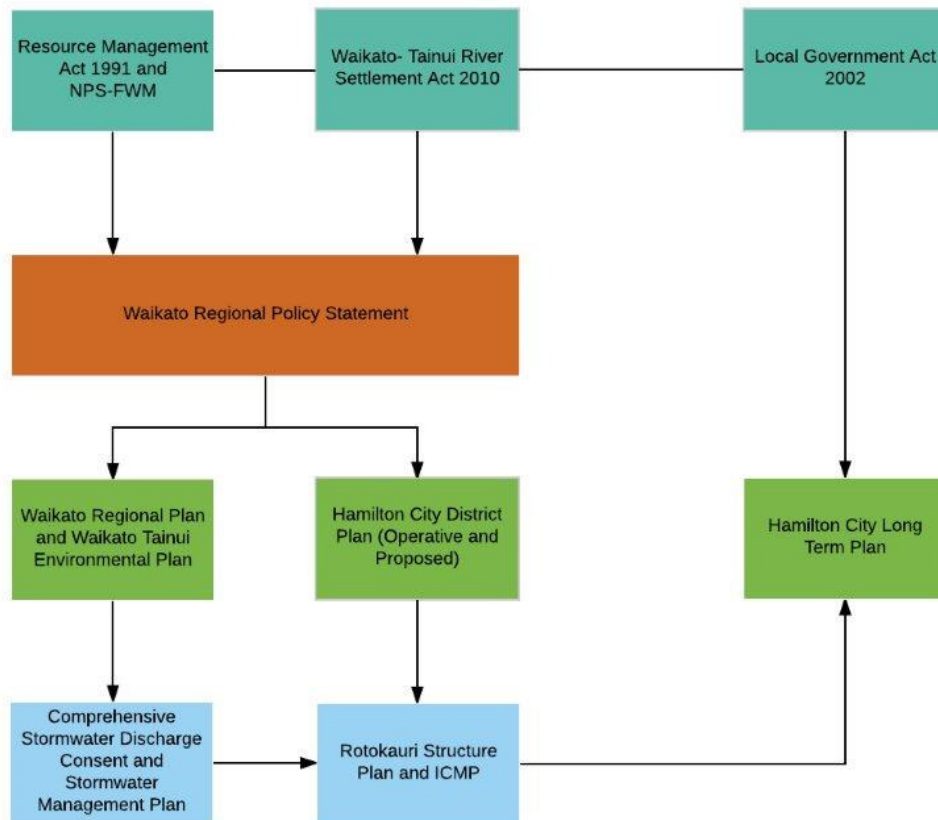 Resource Management
Act 1991 and
NPS-FWM
Waikato- Tainui River
Settlement Act 2010
Local Government Act
2002
Waikato Regional Policy Statement
Waikato Regional Plan
and Waikato Tainui
Environmental Plan
Hamilton City District
Plan (Operative and
Proposed)
Hamilton City Long
Term Plan
Comprehensive
Stormwater Discharge
Consent and
Stormwater
Management Plan
Rotokauri Structure
Plan and ICMP